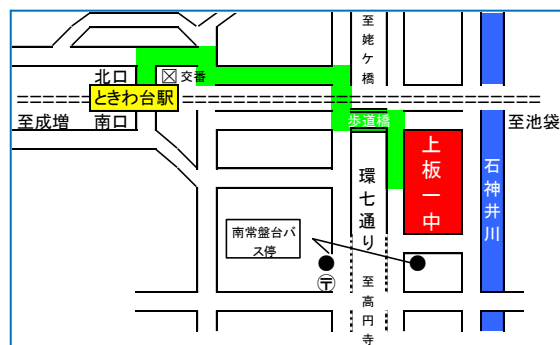 至姥ケ橋
北口
交番
ときわ台駅
至成増
南口
歩道橋
至池袋
上板一中
石神井川
環七通り
南常盤台バ
ス停
〒
至高円寺